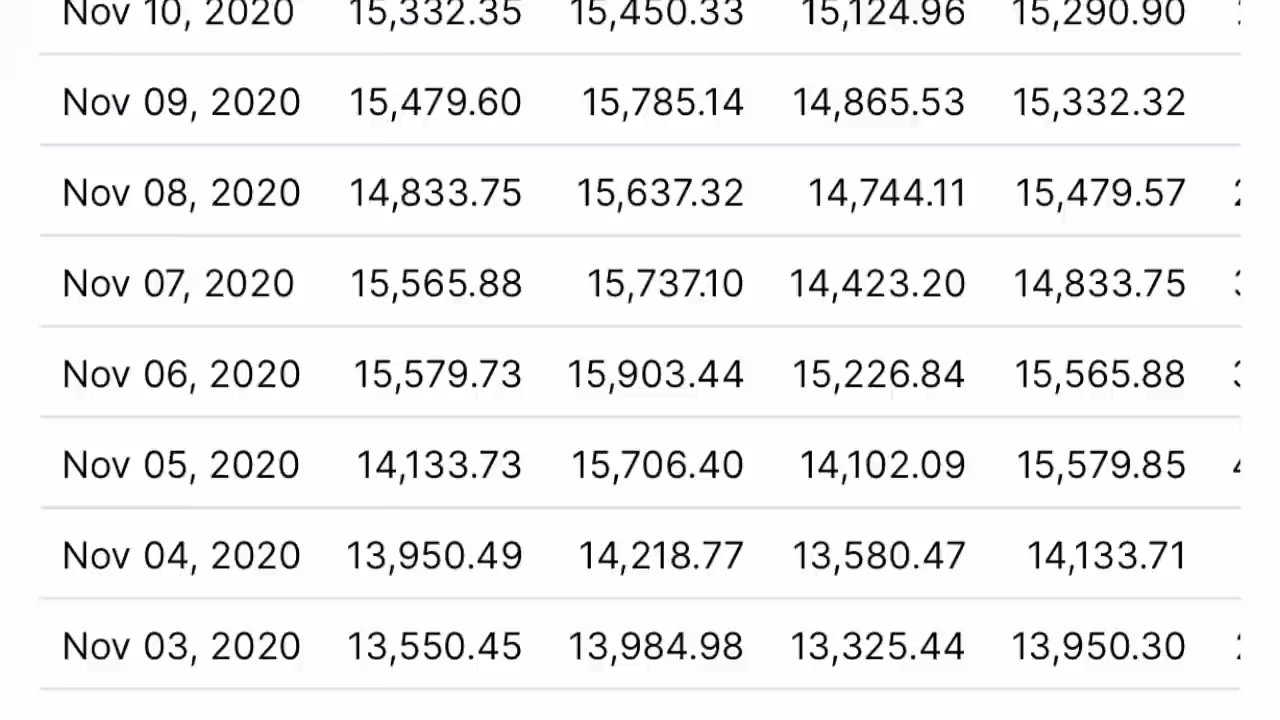 Nov 10, 2020 15,332.35 15,450.33 15,124.96 15,290.90
Nov 09, 2020 15,479.60 15,785.14 14,865.53 15,332.32
Nov 08, 2020 14,833.75 15,637.32 14,744.11 15,479.57
Nov 07, 2020 15,565.88 15,737.10 14,423.20 14,833.75
Nov 06, 2020 15,579.73 15,903.44 15,226.84 15,565.88
Nov 05, 2020 14,133.73 15,706.40 14,102.09 15,579.85
Nov 04, 2020 13,950.49 14,218.77 13,580.47 14,133.71
Nov 03, 2020 13,550.45 13,984.98 13,325.44 13,950.30